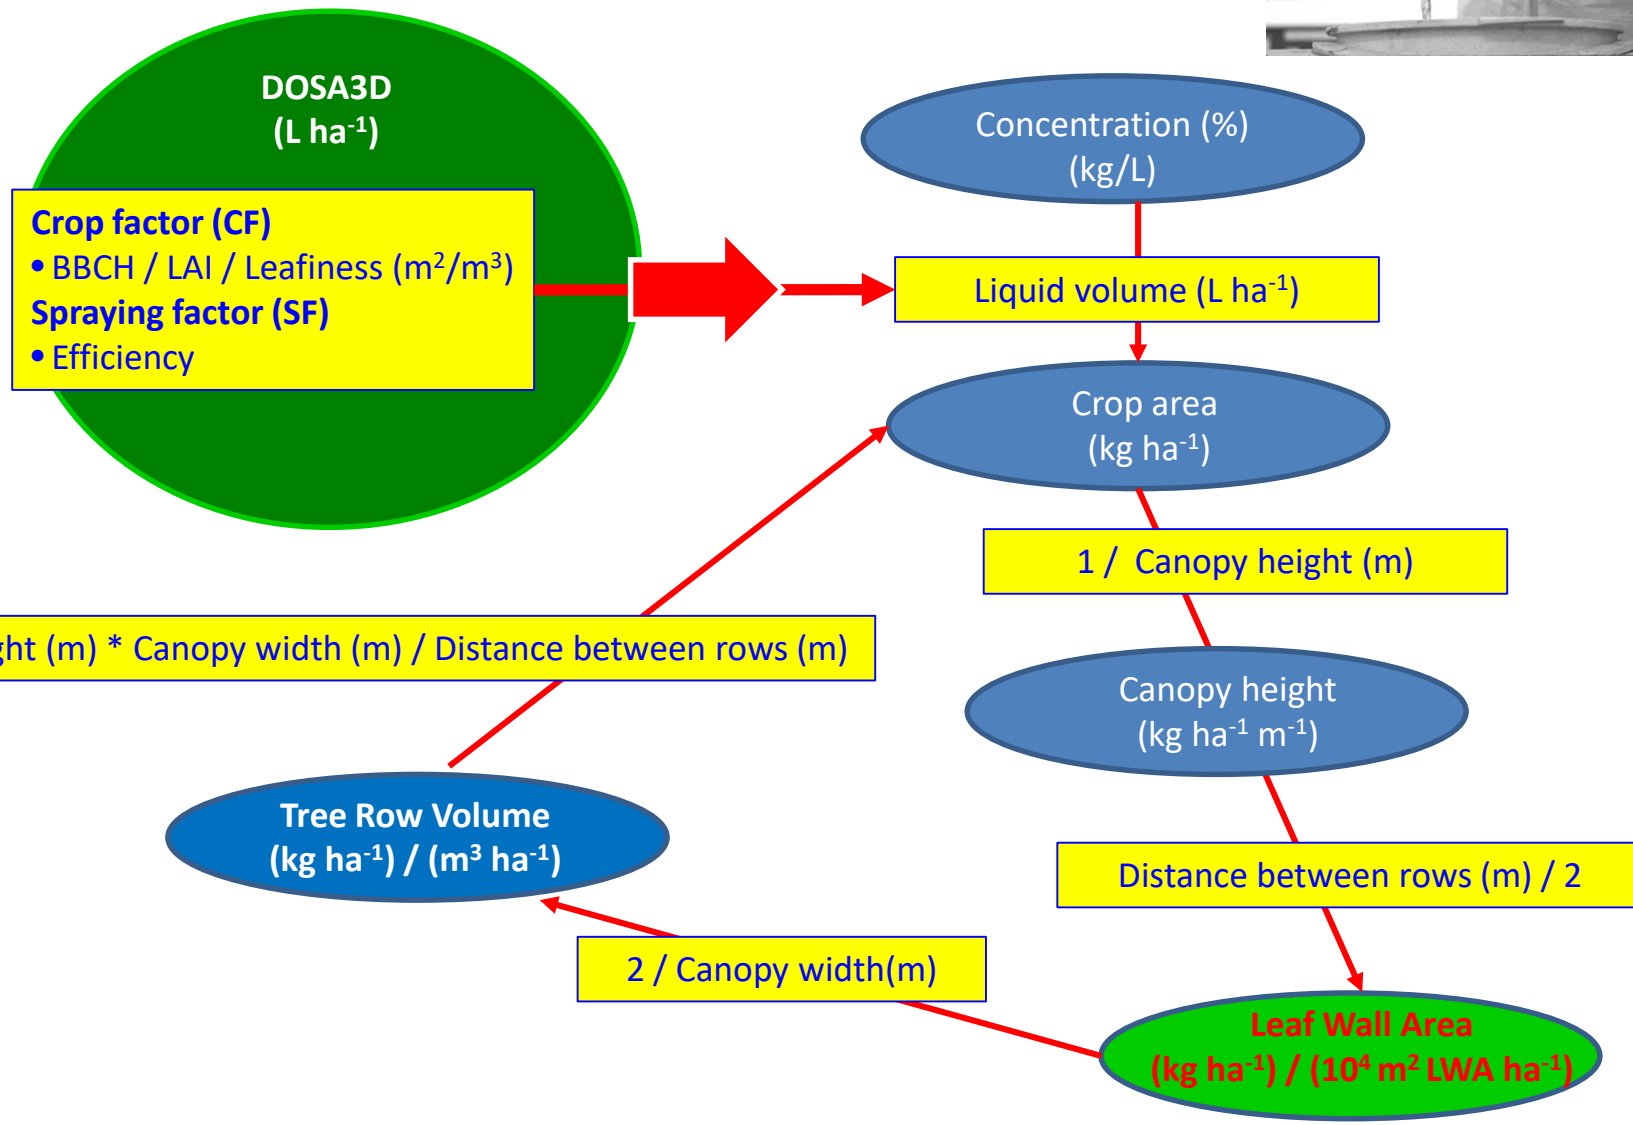 DOSA3D
(L ha⁻¹)
Crop factor (CF)
• BBCH / LAI / Leafiness (m²/m³)
Spraying factor (SF)
• Efficiency
Concentration (%)
(kg/L)
Liquid volume (L ha⁻¹)
Crop area
(kg ha⁻¹)
1 / Canopy height (m)
(m) * Canopy width (m) / Distance between rows (m)
Canopy height
(kg ha⁻¹ m⁻¹)
Tree Row Volume
(kg ha⁻¹) / (m³ ha⁻¹)
Distance between rows (m) / 2
2 / Canopy width(m)
Leaf Wall Area
(kg ha⁻¹) / (10⁴ m² LWA ha⁻¹)